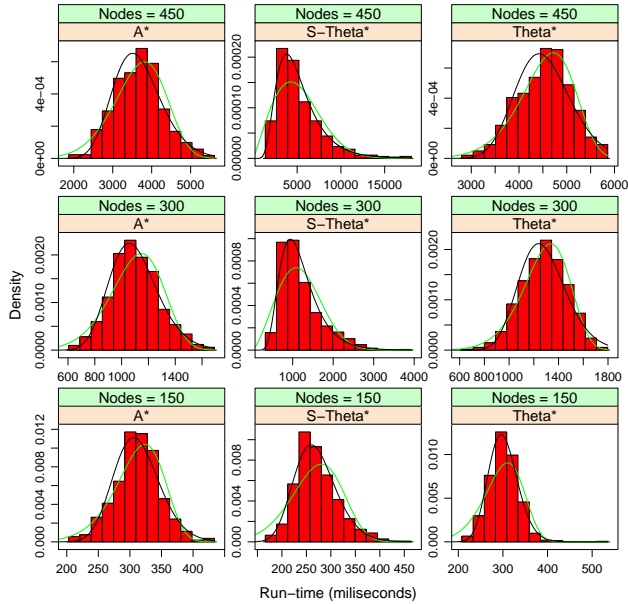 Nodes = 450
Nodes = 450
Nodes = 450
A*
S−Theta*
Theta*
0e+00
4e−04
2000
3000
4000
5000
0.00000
0.00010
0.00020
5000
10000
15000
0e+00
4e−04
3000
4000
5000
6000
Nodes = 300
Nodes = 300
Nodes = 300
A*
S−Theta*
Theta*
Density
0.0000
0.0010
0.0020
600
800
1000
1400
0.0000
0.0004
0.0008
1000
2000
3000
4000
0.0000
0.0010
0.0020
600
800
1000
1400
1800
Nodes = 150
Nodes = 150
Nodes = 150
A*
S−Theta*
Theta*
0.000
0.004
0.008
0.012
200
250
300
350
400
0.000
0.004
0.008
200
250
300
350
400
450
0.000
0.005
0.010
200
300
400
500
Run−time (miliseconds)